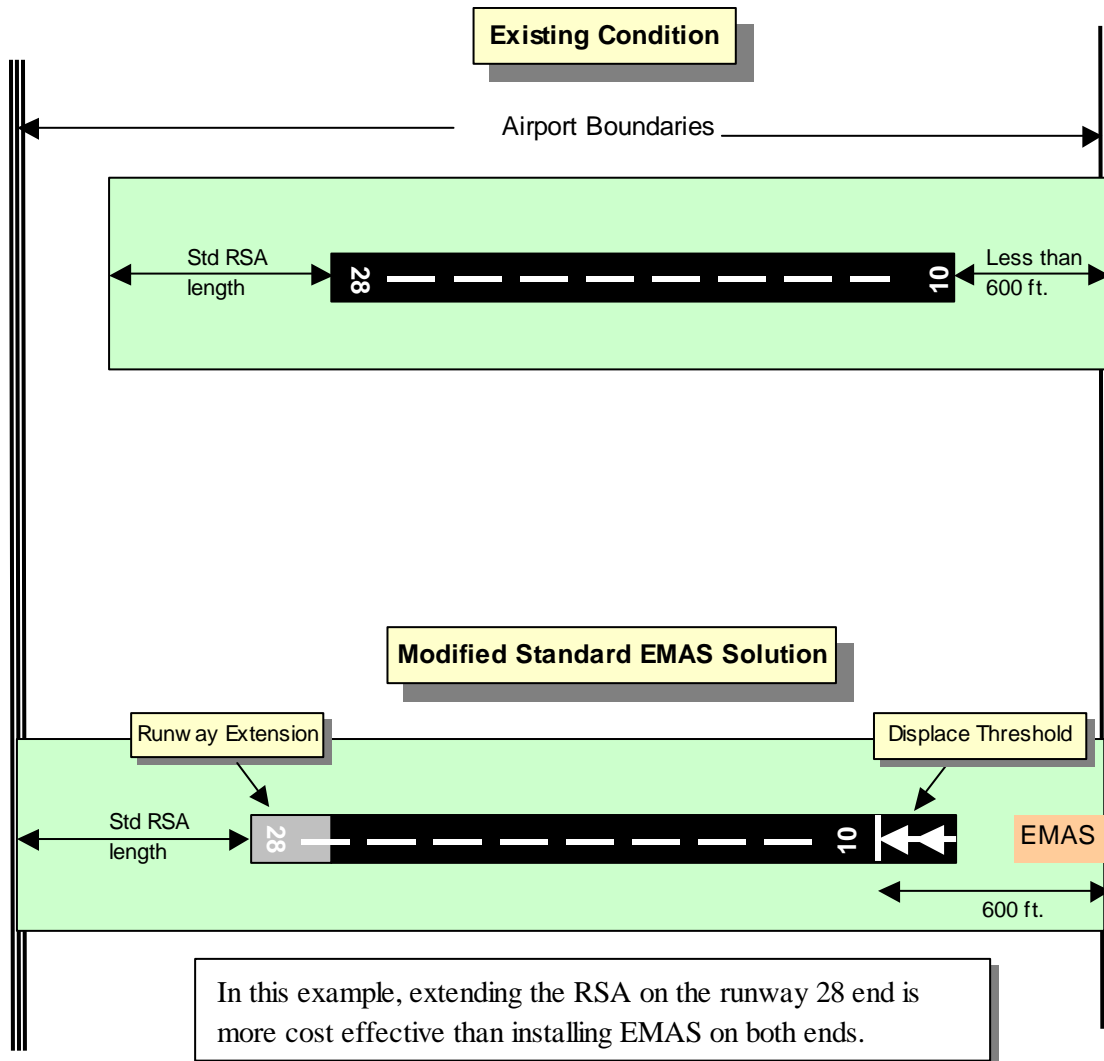 Existing Condition
Airport Boundaries
Std RSA
length
28
10
Less than
600 ft.
Modified Standard EMAS Solution
Runway Extension
Displace Threshold
Std RSA
length
28
10
EMAS
600 ft.
In this example, extending the RSA on the runway 28 end is
more cost effective than installing EMAS on both ends.